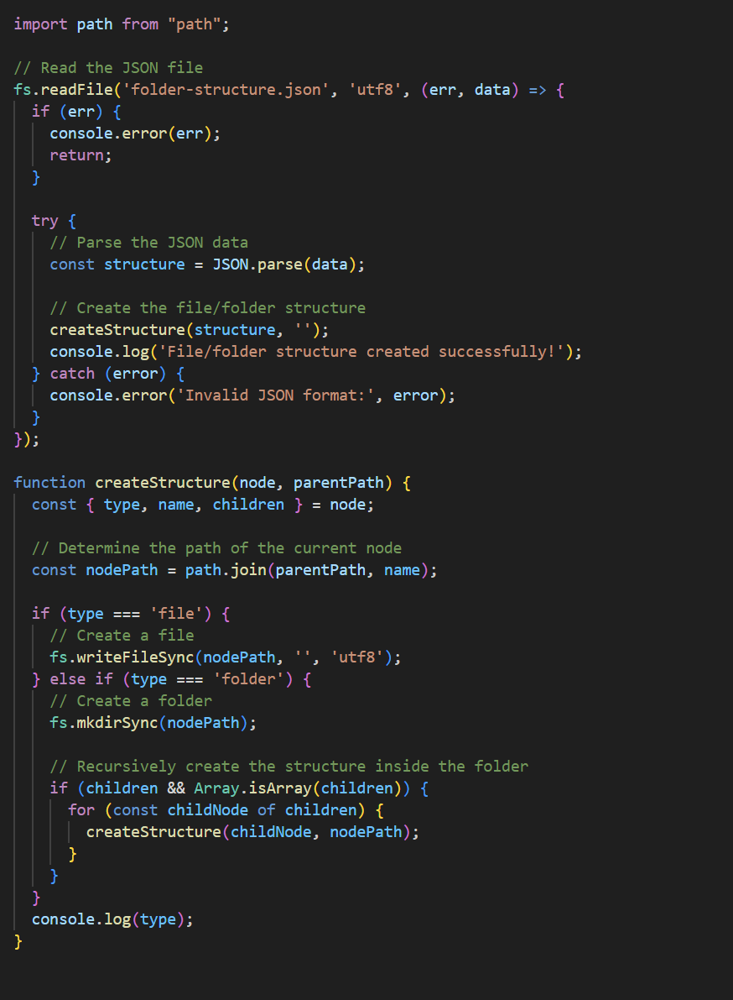 import path from "path";

// Read the JSON file
fs.readFile('folder-structure.json', 'utf8', (err, data) => {
  if (err) {
    console.error(err);
    return;
  }

  try {
    // Parse the JSON data
    const structure = JSON.parse(data);

    // Create the file/folder structure
    createStructure(structure, '');
    console.log('File/folder structure created successfully!');
  } catch (error) {
    console.error('Invalid JSON format:', error);
  }
});

function createStructure(node, parentPath) {
  const { type, name, children } = node;

  // Determine the path of the current node
  const nodePath = path.join(parentPath, name);

  if (type === 'file') {
    // Create a file
    fs.writeFileSync(nodePath, '', 'utf8');
  } else if (type === 'folder') {
    // Create a folder
    fs.mkdirSync(nodePath);

    // Recursively create the structure inside the folder
    if (children && Array.isArray(children)) {
      for (const childNode of children) {
        createStructure(childNode, nodePath);
      }
    }
  }
  console.log(type);
}